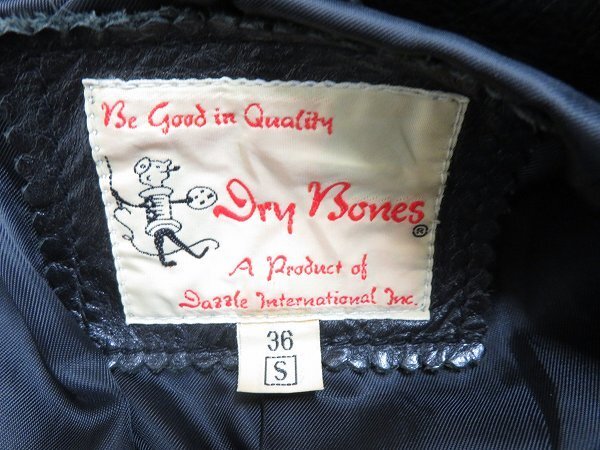 Be Good in Quality
Dry Bones ®
A Product of
Dazzle International Inc.
36
S